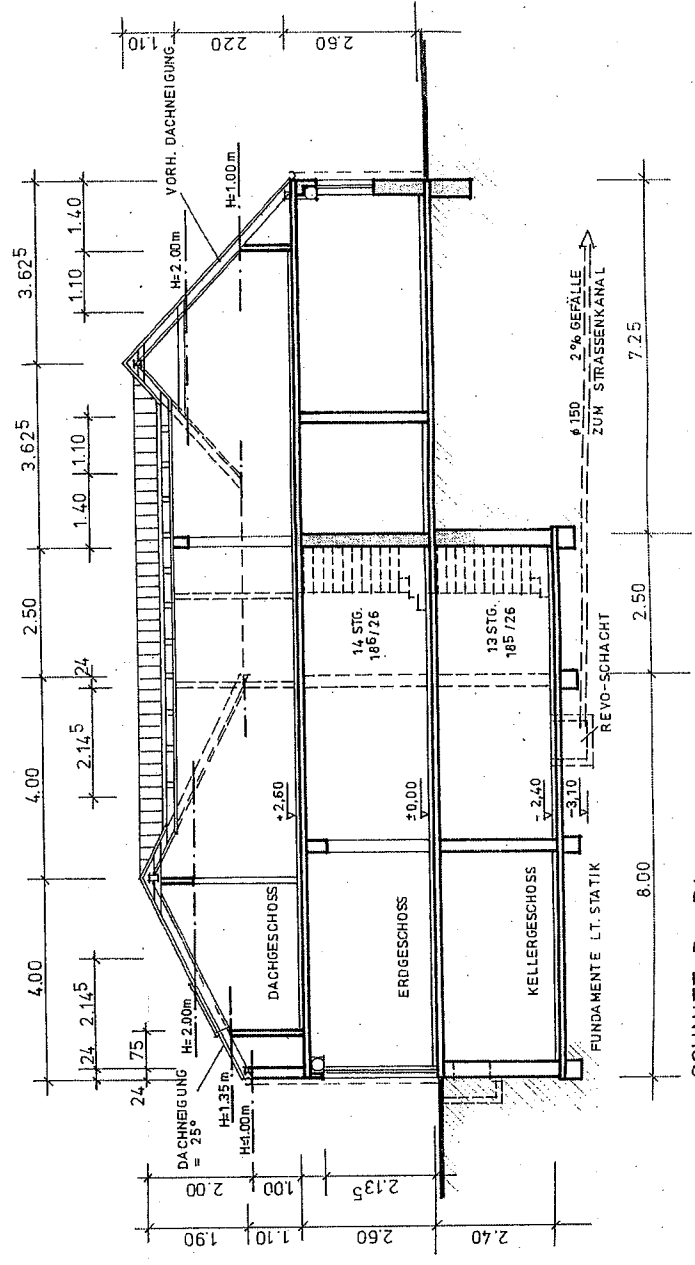 3.62⁵
3.62⁵
2.50
4.00
4.00
1.40
1.10
1.10
1.40
24
2.14⁵
2.14⁵
24
75
24
1.10
2.20
2.60
VORH. DACHNEIGUNG
H=2.00m
H=1.00m
DACHNEIGUNG
= 25°
H=2.00m
H=1.35m
H=1.00m
2.00
1.00
2.13⁵
1.90
1.10
2.60
2.40
DACHGESCHOSS
+2,60
ERDGESCHOSS
±0,00
14 STG.
18⁶/26
KELLERGESCHOSS
- 2,40
-3,10
13 STG.
18⁵/26
ϕ150 2% GEFÄLLE
ZUM STRASSENKANAL
REVO-SCHACHT
FUNDAMENTE LT. STATIK
8.00
2.50
7.25